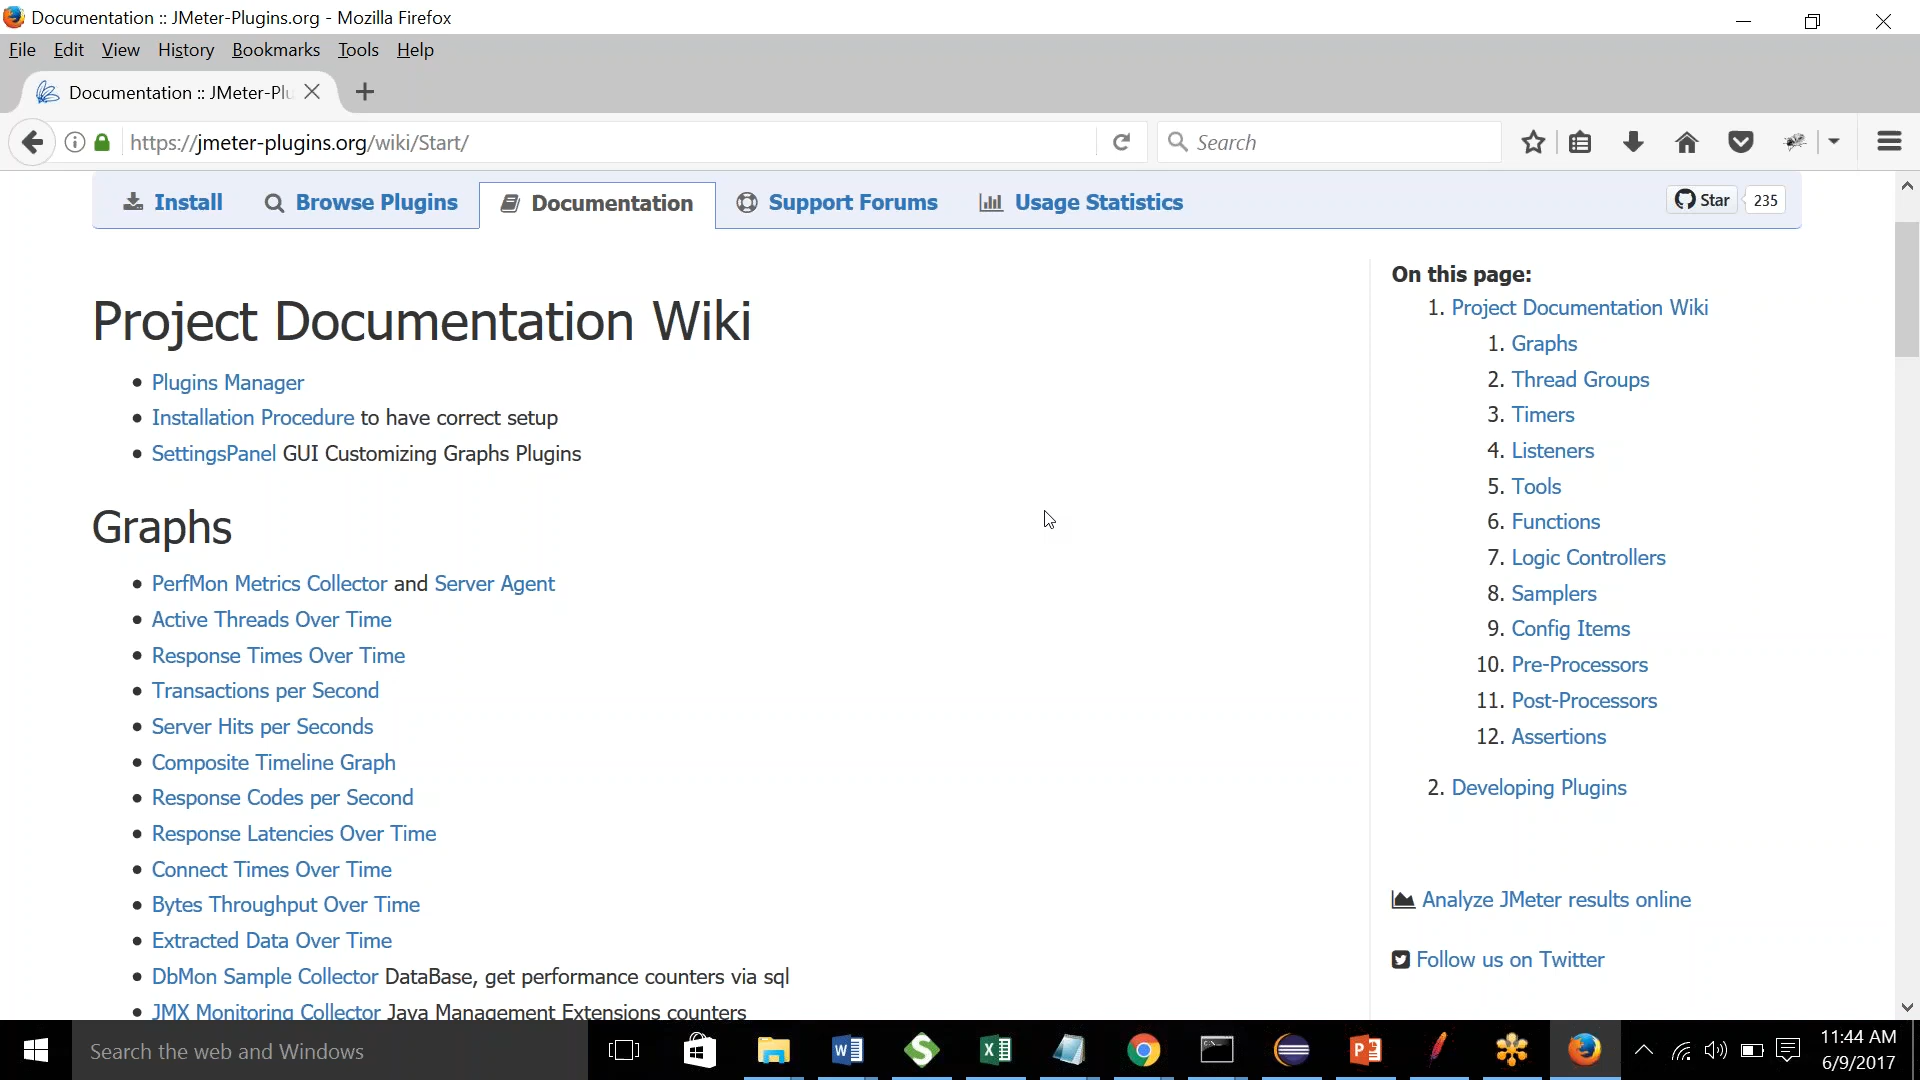 Documentation :: JMeter-Plugins.org - Mozilla Firefox
File Edit View History Bookmarks Tools Help
Documentation :: JMeter-Plu
https://jmeter-plugins.org/wiki/Start/
Search
Install
Browse Plugins
Documentation
Support Forums
Usage Statistics
Star
235
Project Documentation Wiki
• Plugins Manager
• Installation Procedure to have correct setup
• SettingsPanel GUI Customizing Graphs Plugins
Graphs
• PerfMon Metrics Collector and Server Agent
• Active Threads Over Time
• Response Times Over Time
• Transactions per Second
• Server Hits per Seconds
• Composite Timeline Graph
• Response Codes per Second
• Response Latencies Over Time
• Connect Times Over Time
• Bytes Throughput Over Time
• Extracted Data Over Time
• DbMon Sample Collector DataBase, get performance counters via sql
• JMX Monitoring Collector Java Management Extensions counters
On this page:
1. Project Documentation Wiki
1. Graphs
2. Thread Groups
3. Timers
4. Listeners
5. Tools
6. Functions
7. Logic Controllers
8. Samplers
9. Config Items
10. Pre-Processors
11. Post-Processors
12. Assertions
2. Developing Plugins
Analyze JMeter results online
Follow us on Twitter
Search the web and Windows
11:44 AM
6/9/2017